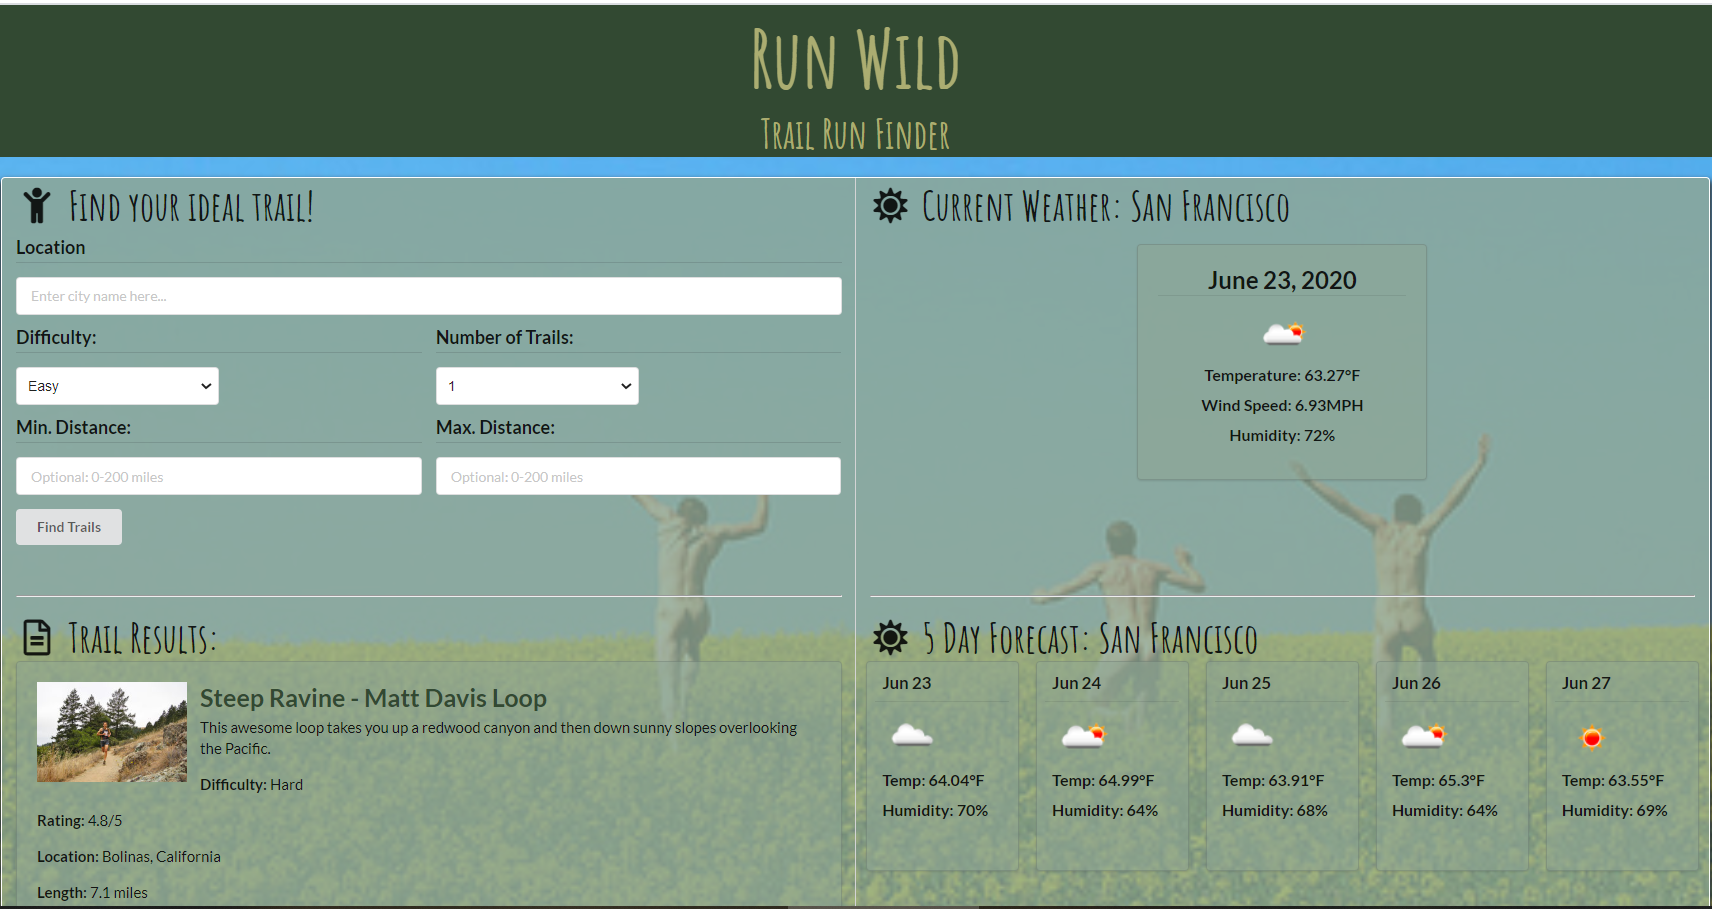 Run Wild
Trail Run Finder
Find your ideal trail!
Location
Enter city name here...
Difficulty:
Number of Trails:
Easy
1
Min. Distance:
Max. Distance:
Optional: 0-200 miles
Optional: 0-200 miles
Find Trails
Current Weather: San Francisco
June 23, 2020
Temperature: 63.27°F
Wind Speed: 6.93MPH
Humidity: 72%
Trail Results:
Steep Ravine - Matt Davis Loop
This awesome loop takes you up a redwood canyon and then down sunny slopes overlooking
the Pacific.
Difficulty: Hard
Rating: 4.8/5
Location: Bolinas, California
Length: 7.1 miles
5 Day Forecast: San Francisco
Jun 23
Temp: 64.04°F
Humidity: 70%
Jun 24
Temp: 64.99°F
Humidity: 64%
Jun 25
Temp: 63.91°F
Humidity: 68%
Jun 26
Temp: 65.3°F
Humidity: 64%
Jun 27
Temp: 63.55°F
Humidity: 69%